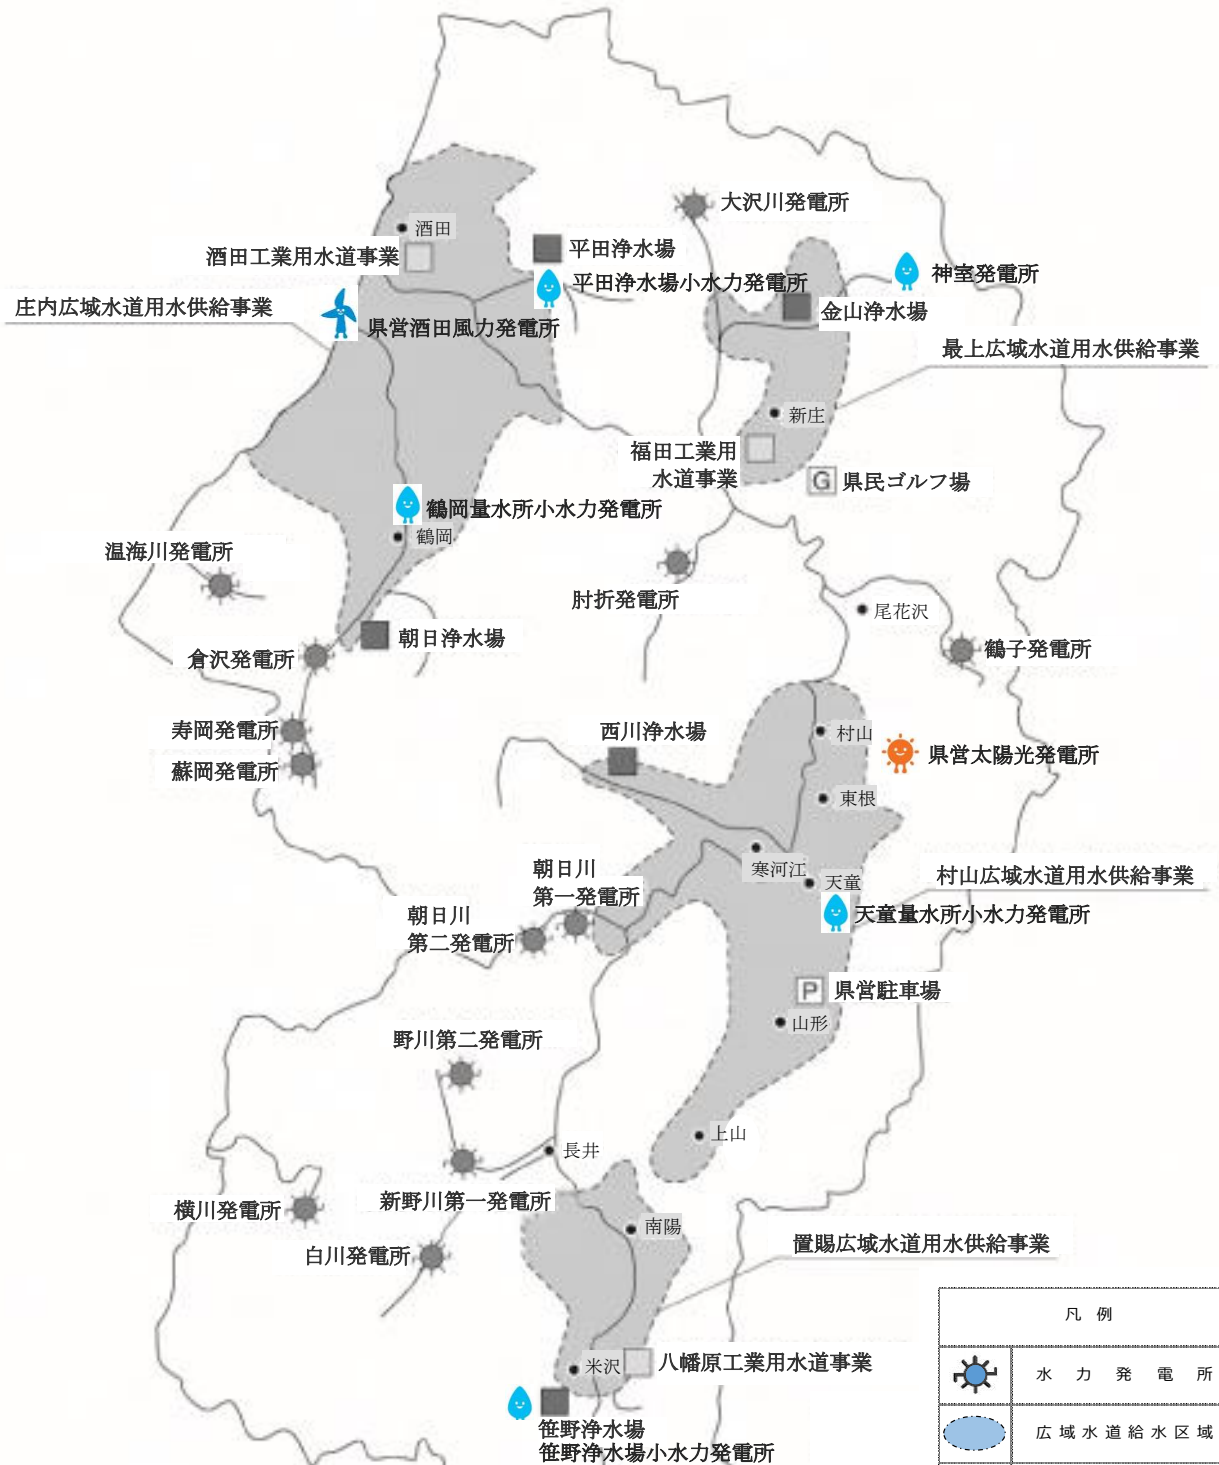 大沢川発電所
酒田
酒田工業用水道事業
平田浄水場
平田浄水場小水力発電所
神室発電所
庄内広域水道用水供給事業
県営酒田風力発電所
金山浄水場
最上広域水道用水供給事業
新庄
福田工業用
水道事業
G
県民ゴルフ場
鶴岡量水所小水力発電所
鶴岡
温海川発電所
肘折発電所
尾花沢
朝日浄水場
倉沢発電所
鶴子発電所
寿岡発電所
蘇岡発電所
西川浄水場
村山
県営太陽光発電所
東根
寒河江
朝日川
第一発電所
天童
村山広域水道用水供給事業
天童量水所小水力発電所
朝日川
第二発電所
P
県営駐車場
山形
野川第二発電所
上山
長井
新野川第一発電所
横川発電所
南陽
白川発電所
置賜広域水道用水供給事業
米沢
八幡原工業用水道事業
笹野浄水場
笹野浄水場小水力発電所
凡例
水力発電所
広域水道給水区域